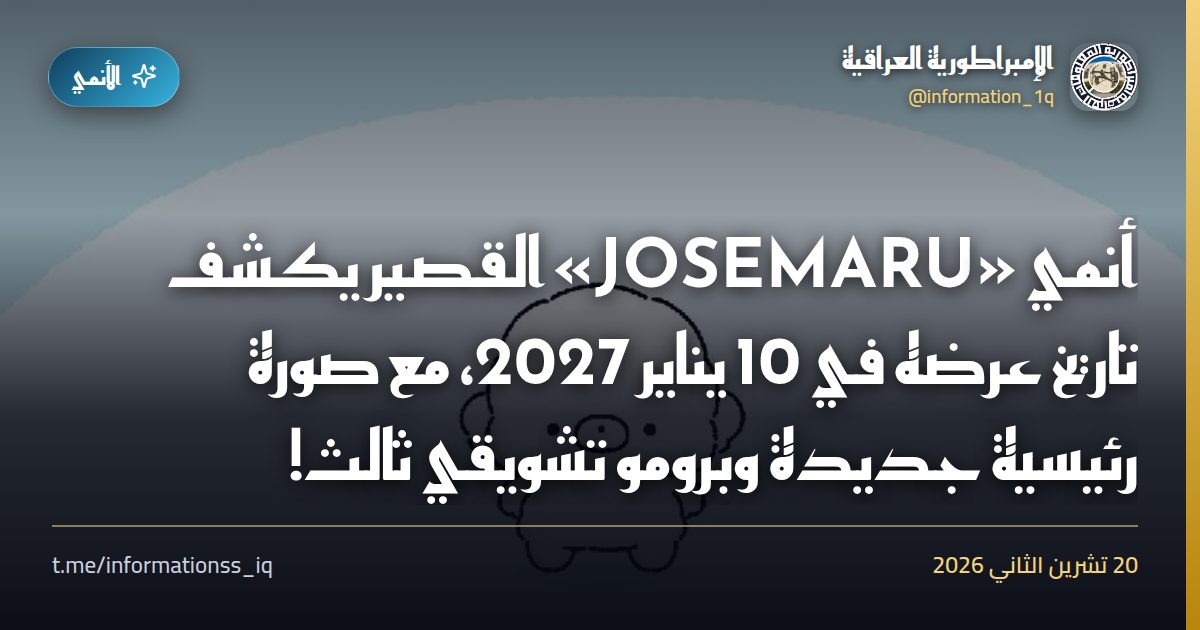 الإمبراطورية العراقية
@information_1q
الأنمي
أنمي «JOSEMARU» القصير يكشف
تاريخ عرضه في 10 يناير 2027، مع صورة
رئيسية جديدة وبرومو تشويقي ثالث!
20 تشرين الثاني 2026
t.me/informationss_iq